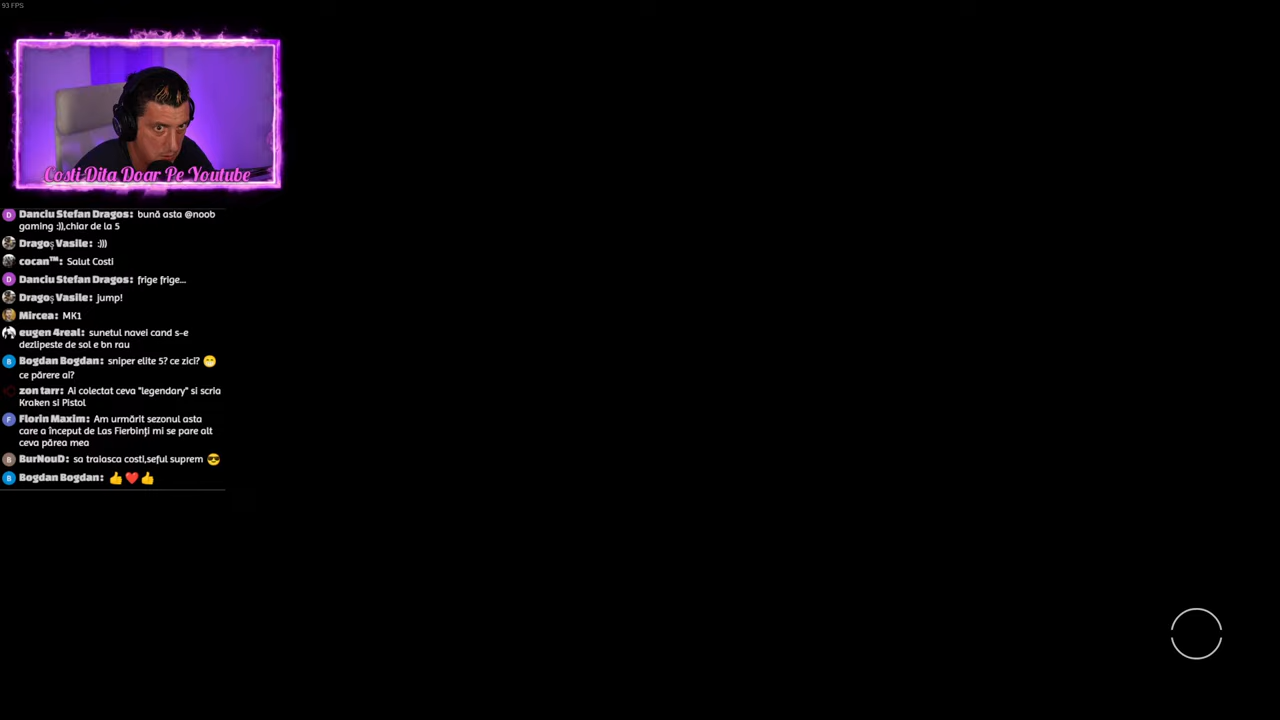 93 FPS
Costi Dita Doar Pe Youtube
D Danciu Stefan Dragos: bună asta @noob
gaming :)),chiar de la 5
Dragoș Vasile: :)))
cocan™: Salut Costi
D Danciu Stefan Dragos: frige frige...
Dragoș Vasile: jump!
Mircea: MK1
eugen 4real: sunetul navei cand s-e
dezlipeste de sol e bn rau
B Bogdan Bogdan: sniper elite 5? ce zici? 😁
ce părere ai?
zon tarr: Ai colectat ceva "legendary" si scria
Kraken si Pistol
F Florin Maxim: Am urmărit sezonul asta
care a început de Las Fierbinți mi se pare alt
ceva părea mea
B BurNouD: sa traiasca costi,seful suprem 😎
B Bogdan Bogdan: 👍❤️👍